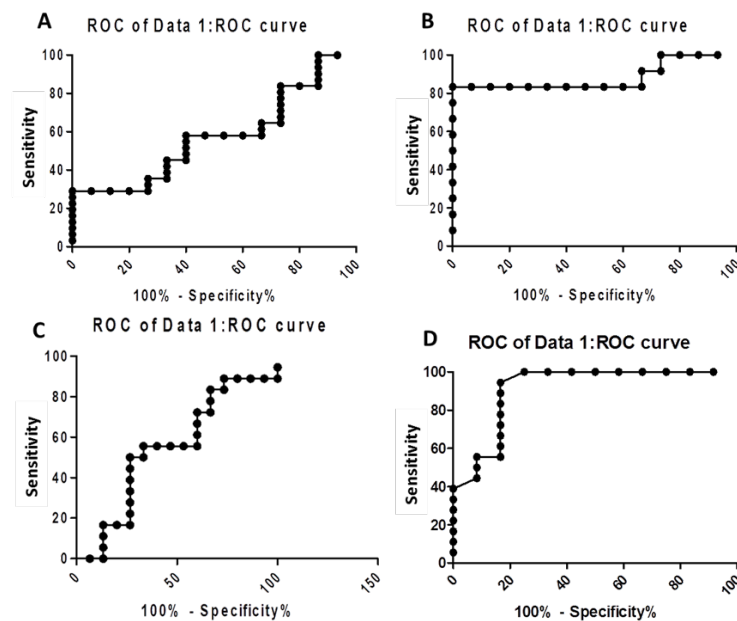 A
ROC of Data 1:ROC curve
100
80
60
40
20
0
Sensitivity
0 20 40 60 80 100
100% - Specificity%
B
ROC of Data 1:ROC curve
100
80
60
40
20
0
Sensitivity
0 20 40 60 80 100
100% - Specificity%
C
ROC of Data 1:ROC curve
100
80
60
40
20
0
Sensitivity
0 50 100 150
100% - Specificity%
D
ROC of Data 1:ROC curve
100
80
60
40
20
0
Sensitivity
0 20 40 60 80 100
100% - Specificity%